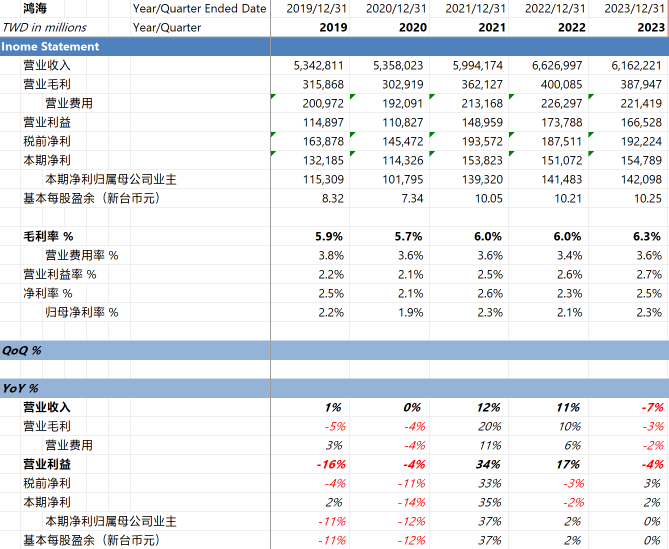 鸿海 Year/Quarter Ended Date 2019/12/31 2020/12/31 2021/12/31 2022/12/31 2023/12/31
TWD in millions Year/Quarter 2019 2020 2021 2022 2023
Inome Statement
营业收入 5,342,811 5,358,023 5,994,174 6,626,997 6,162,221
营业毛利 315,868 302,919 362,127 400,085 387,947
营业费用 200,972 192,091 213,168 226,297 221,419
营业利益 114,897 110,827 148,959 173,788 166,528
税前净利 163,878 145,472 193,572 187,511 192,224
本期净利 132,185 114,326 153,823 151,072 154,789
本期净利归属母公司业主 115,309 101,795 139,320 141,483 142,098
基本每股盈余（新台币元） 8.32 7.34 10.05 10.21 10.25
毛利率 % 5.9% 5.7% 6.0% 6.0% 6.3%
营业费用率 % 3.8% 3.6% 3.6% 3.4% 3.6%
营业利益率 % 2.2% 2.1% 2.5% 2.6% 2.7%
净利率 % 2.5% 2.1% 2.6% 2.3% 2.5%
归母净利率 % 2.2% 1.9% 2.3% 2.1% 2.3%
QoQ %
YoY %
营业收入 1% 0% 12% 11% -7%
营业毛利 -5% -4% 20% 10% -3%
营业费用 3% -4% 11% 6% -2%
营业利益 -16% -4% 34% 17% -4%
税前净利 -4% -11% 33% -3% 3%
本期净利 2% -14% 35% -2% 2%
本期净利归属母公司业主 -11% -12% 37% 2% 0%
基本每股盈余（新台币元） -11% -12% 37% 2% 0%